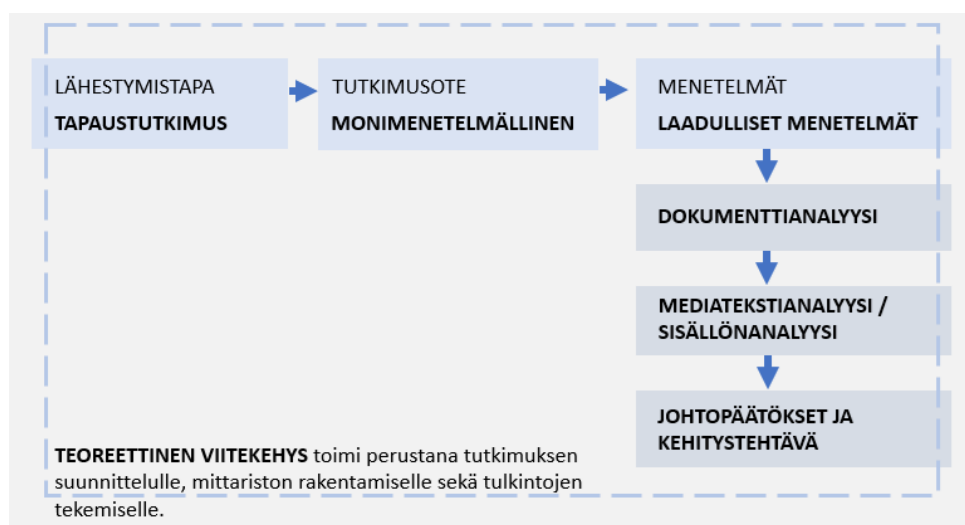 LÄHESTYMISTAPA
TAPAUSTUTKIMUS
TUTKIMUSOTE
MONIMENETELMÄLLINEN
MENETELMÄT
LAADULLISET MENETELMÄT
DOKUMENTTIANALYYSI
MEDIATEKSTIANALYYSI /
SISÄLLÖNANALYYSI
JOHTOPÄÄTÖKSET JA
KEHITYSTEHTÄVÄ
TEOREETTINEN VIITEKEHYS toimi perustana tutkimuksen
suunnittelulle, mittariston rakentamiselle sekä tulkintojen
tekemiselle.